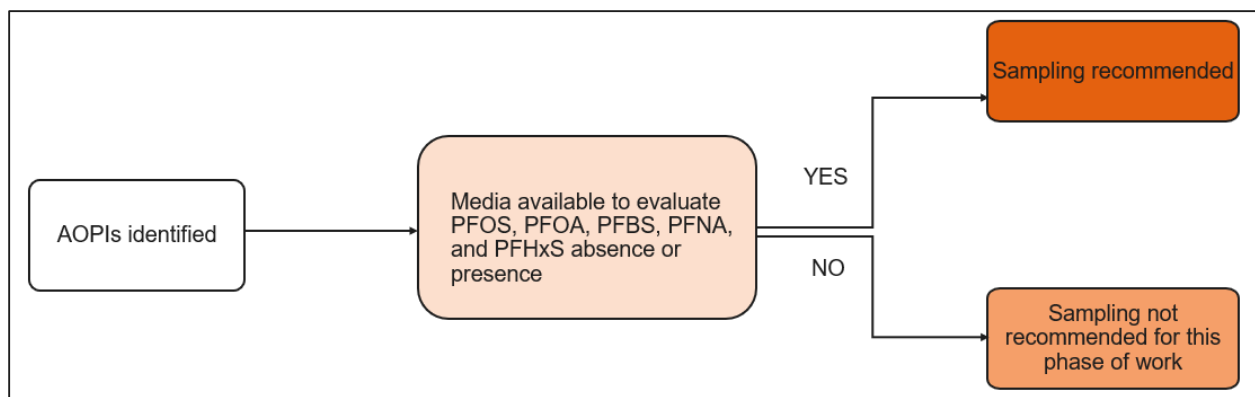 AOPIs identified
Media available to evaluate
PFOS, PFOA, PFBS, PFNA,
and PFHxS absence or
presence
YES
NO
Sampling recommended
Sampling not
recommended for this
phase of work